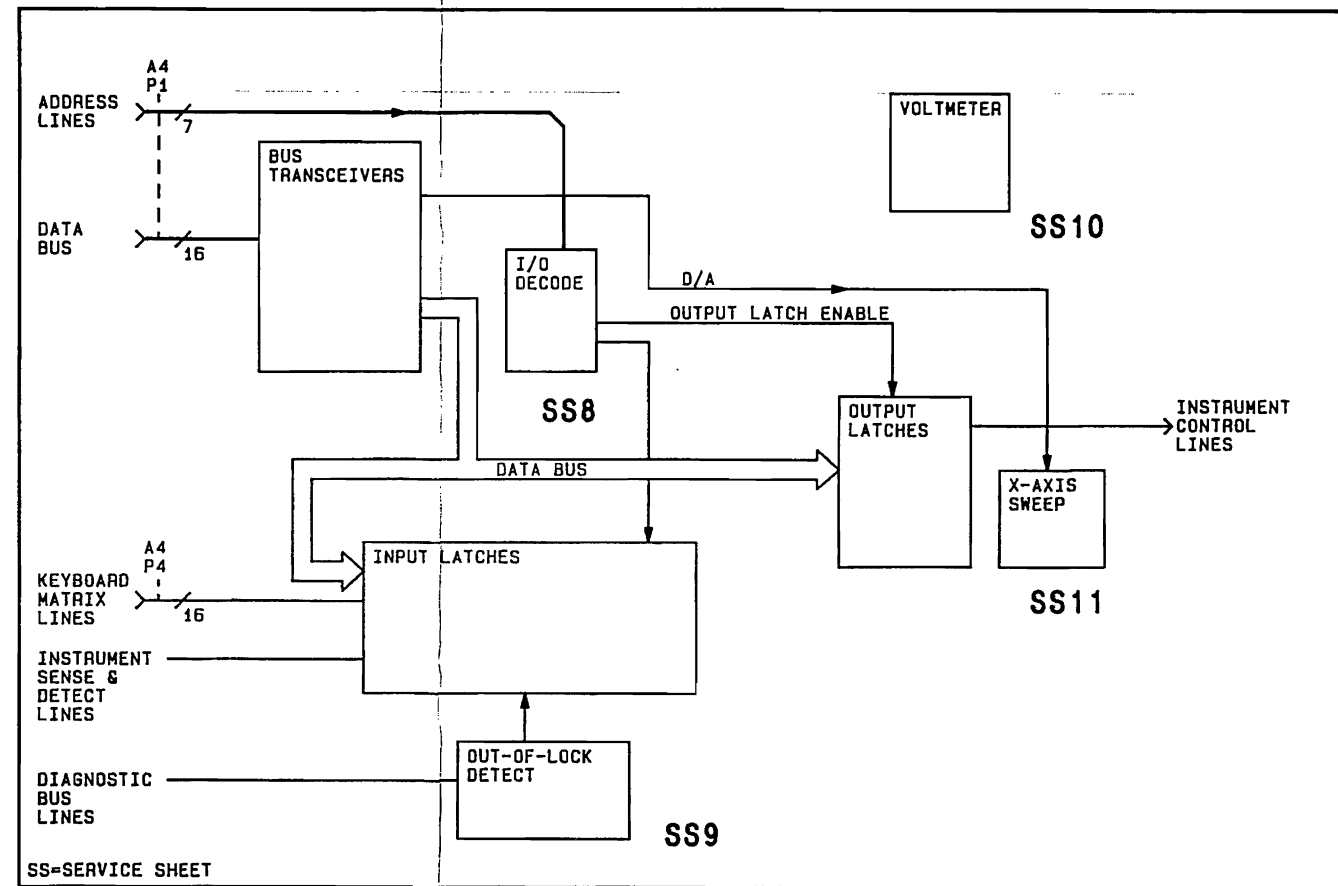 A4
P1
ADDRESS
LINES
7
VOLTMETER
BUS
TRANSCEIVERS
SS10
DATA
BUS
16
I/O
DECODE
D/A
OUTPUT LATCH ENABLE
SS8
OUTPUT
LATCHES
INSTRUMENT
CONTROL
LINES
DATA BUS
X-AXIS
SWEEP
A4
P4
INPUT LATCHES
KEYBOARD
MATRIX
LINES
16
SS11
INSTRUMENT
SENSE &
DETECT
LINES
OUT-OF-LOCK
DETECT
DIAGNOSTIC
BUS
LINES
SS9
SS=SERVICE SHEET